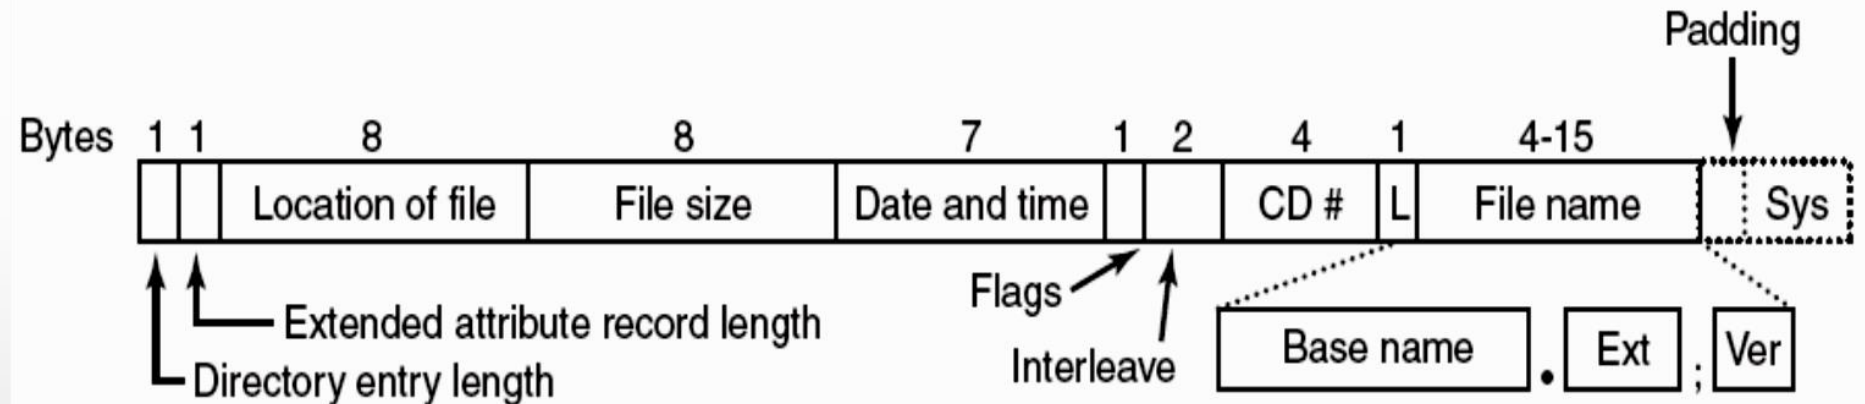 Padding
Bytes 1 1 8 8 7 1 2 4 1 4-15
Location of file File size Date and time CD # L File name Sys
Flags
Extended attribute record length
Interleave
Base name . Ext ; Ver
Directory entry length